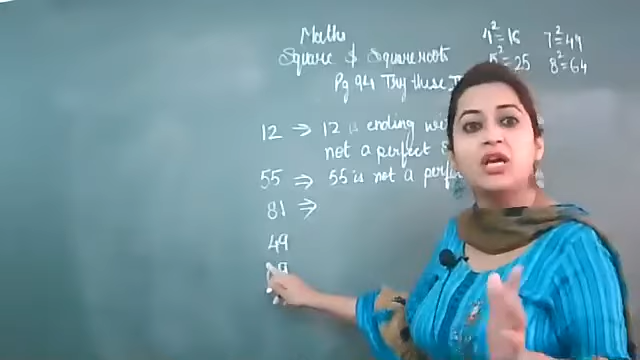 Maths
Square & Square roots
Pg 94 Try these
4²=16 7²=49
5²=25 8²=64
12 ⇒ 12 is ending
not a perfect
55 ⇒ 55 is not a
81 ⇒
49